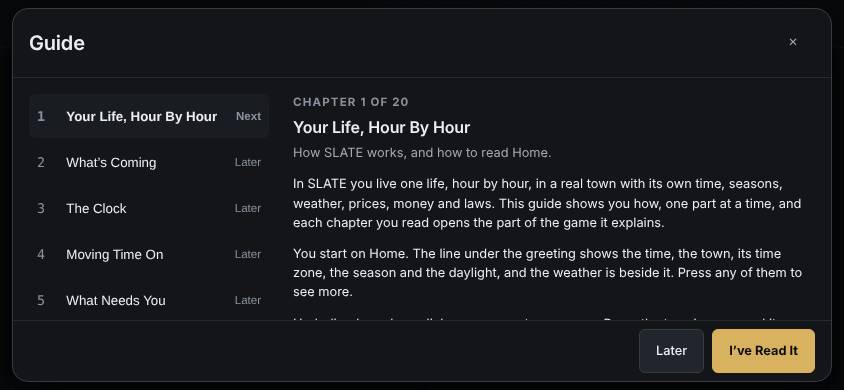 Guide
×
1 Your Life, Hour By Hour Next
2 What's Coming Later
3 The Clock Later
4 Moving Time On Later
5 What Needs You Later
CHAPTER 1 OF 20
Your Life, Hour By Hour
How SLATE works, and how to read Home.
In SLATE you live one life, hour by hour, in a real town with its own time, seasons,
weather, prices, money and laws. This guide shows you how, one part at a time, and
each chapter you read opens the part of the game it explains.
You start on Home. The line under the greeting shows the time, the town, its time
zone, the season and the daylight, and the weather is beside it. Press any of them to
see more.
Later
I've Read It